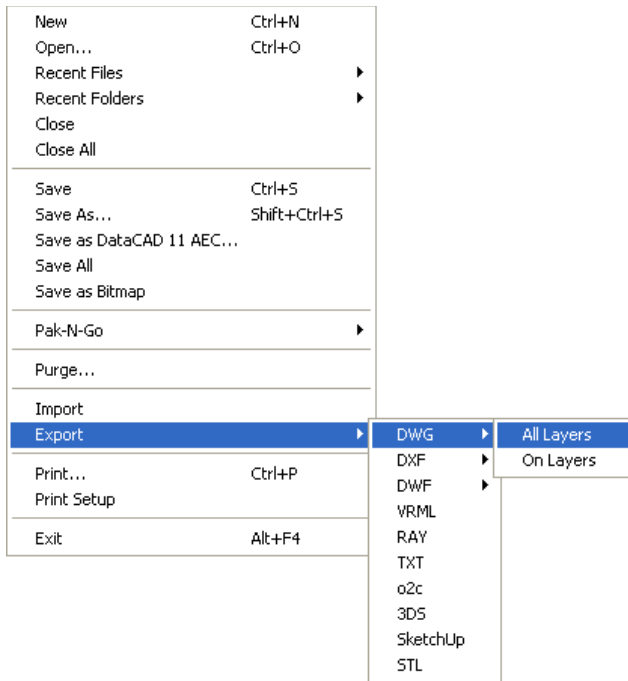 New Ctrl+N
Open... Ctrl+O
Recent Files
Recent Folders
Close
Close All
Save Ctrl+S
Save As... Shift+Ctrl+S
Save as DataCAD 11 AEC...
Save All
Save as Bitmap
Pak-N-Go
Purge...
Import
Export
Print... Ctrl+P
Print Setup
Exit Alt+F4
DWG
DXF
DWF
VRML
RAY
TXT
o2c
3DS
SketchUp
STL
All Layers
On Layers